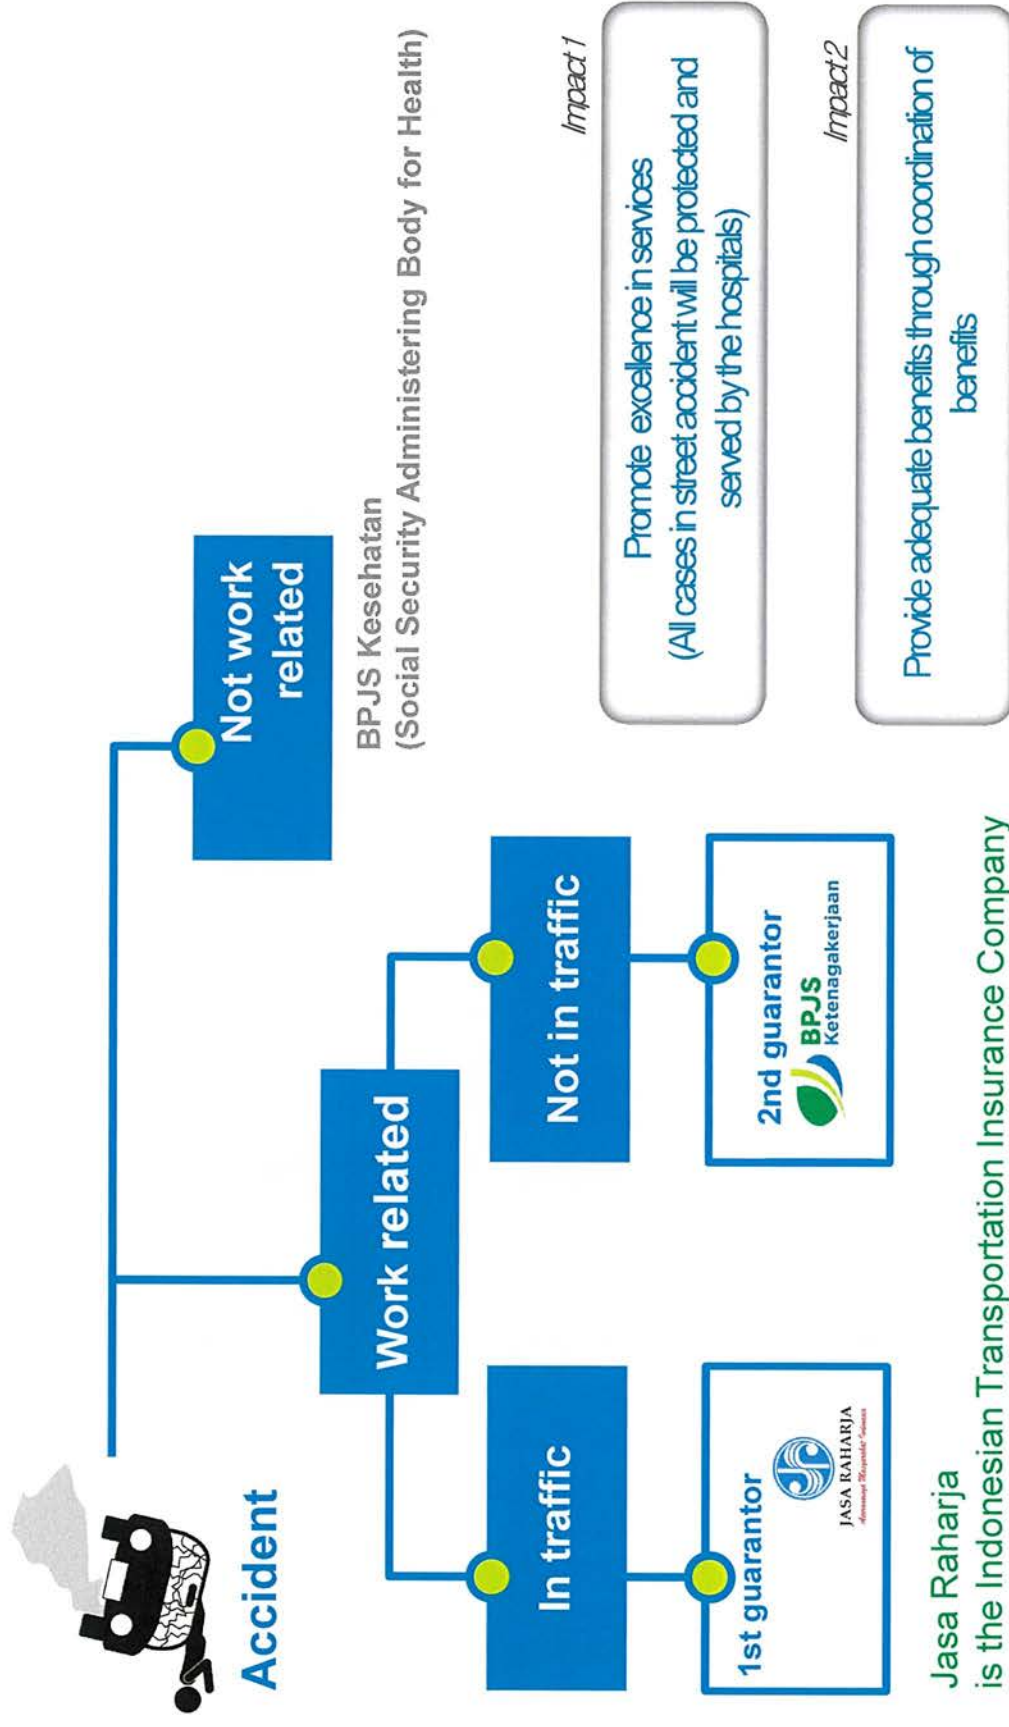 Accident
Not work
related
BPJS Kesehatan
(Social Security Administering Body for Health)
Work related
In traffic
Not in traffic
1st guarantor
JASA RAHARJA
2nd guarantor
BPJS
Ketenagakerjaan
Impact 1
Promote excellence in services
(All cases in street accident will be protected and
served by the hospitals)
Impact 2
Provide adequate benefits through coordination of
benefits
Jasa Raharja
is the Indonesian Transportation Insurance Company